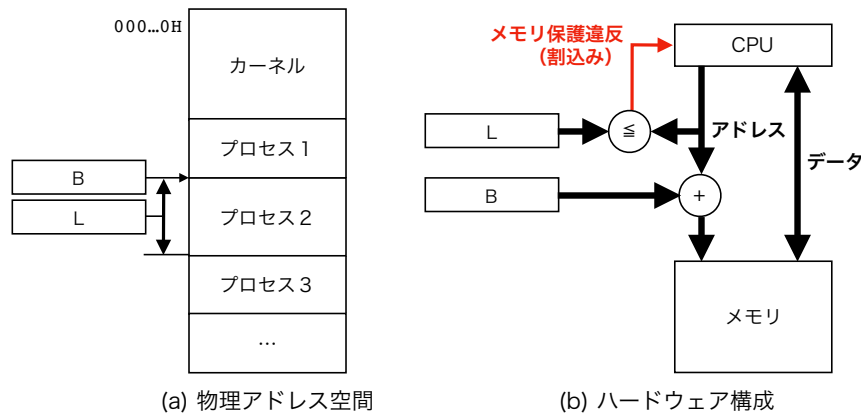 000…0H
カーネル
プロセス1
B
L
プロセス2
プロセス3
…
(a) 物理アドレス空間
メモリ保護違反
(割込み)
CPU
L
≦
アドレス
データ
B
+
メモリ
(b) ハードウェア構成